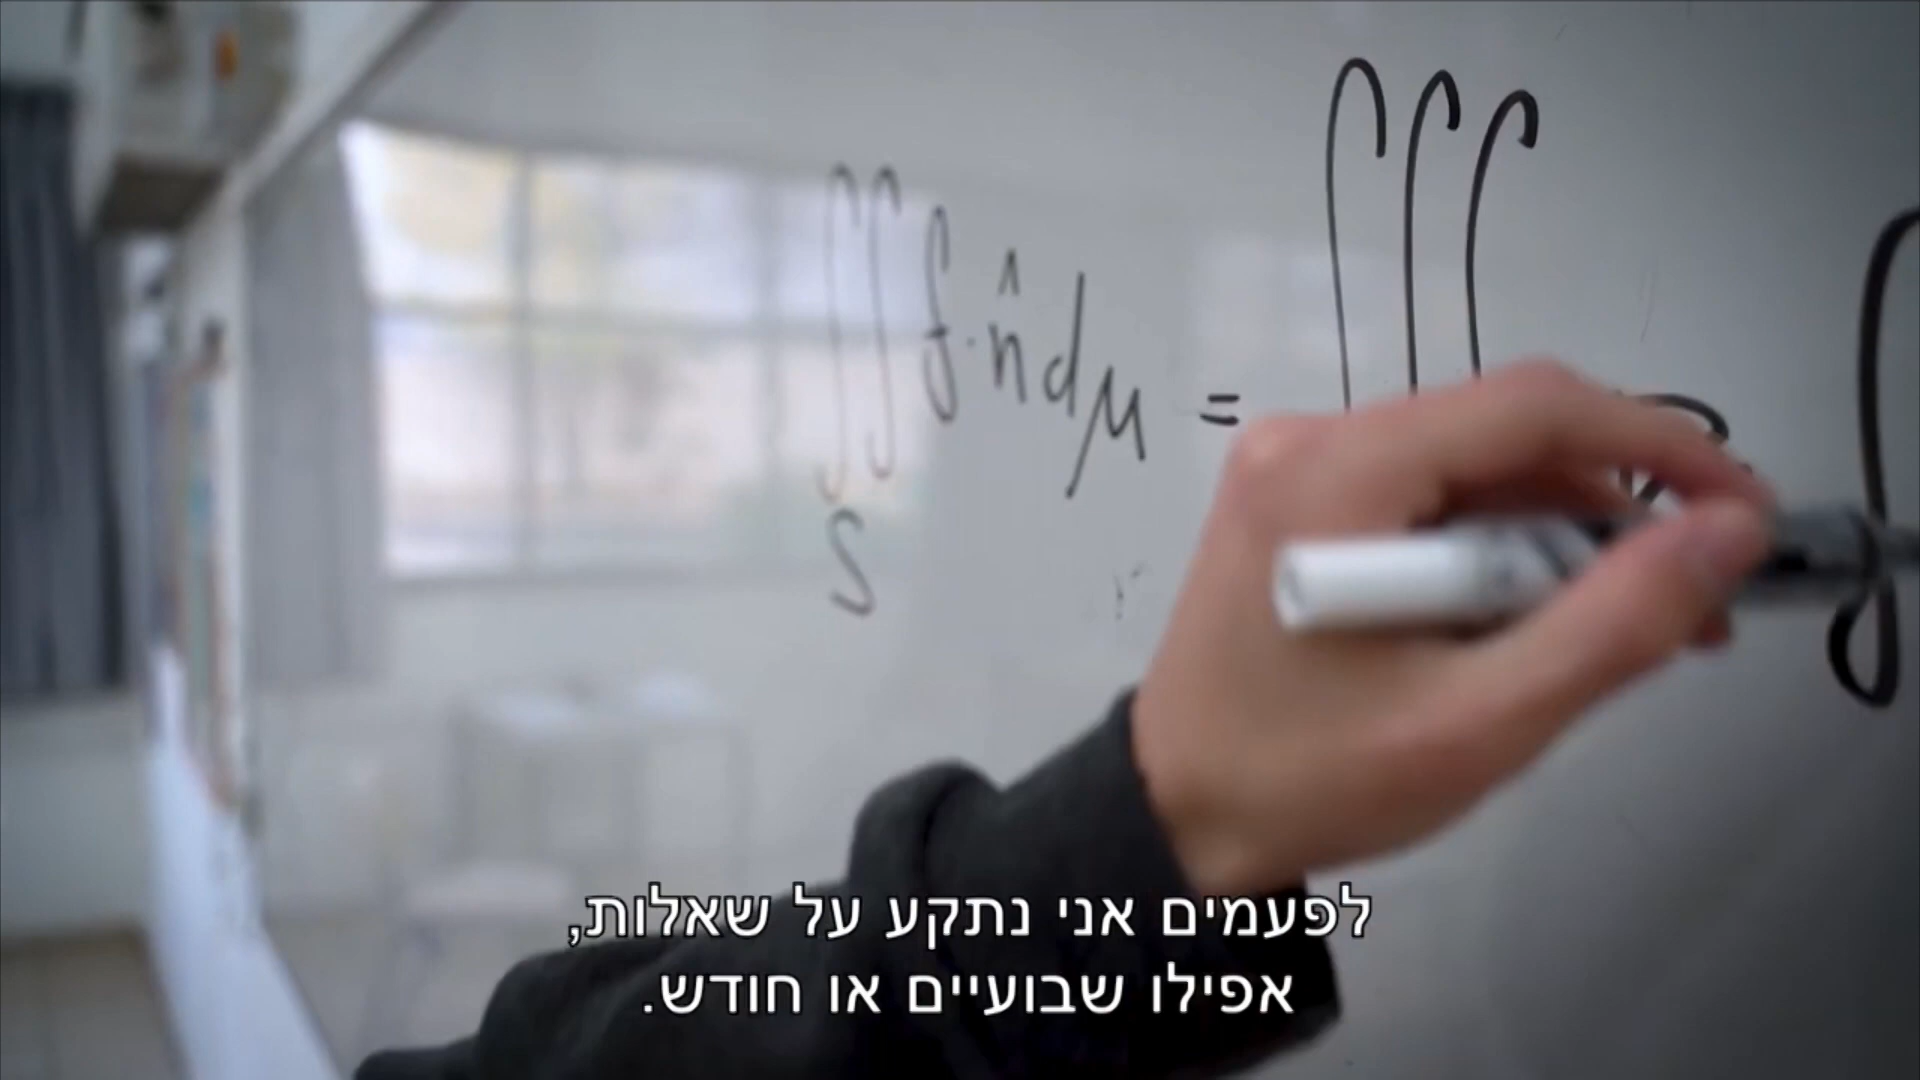 ∫∫ f · n̂ dμ = ∫∫∫
S
לפעמים אני נתקע על שאלות,
אפילו שבועיים או חודש.